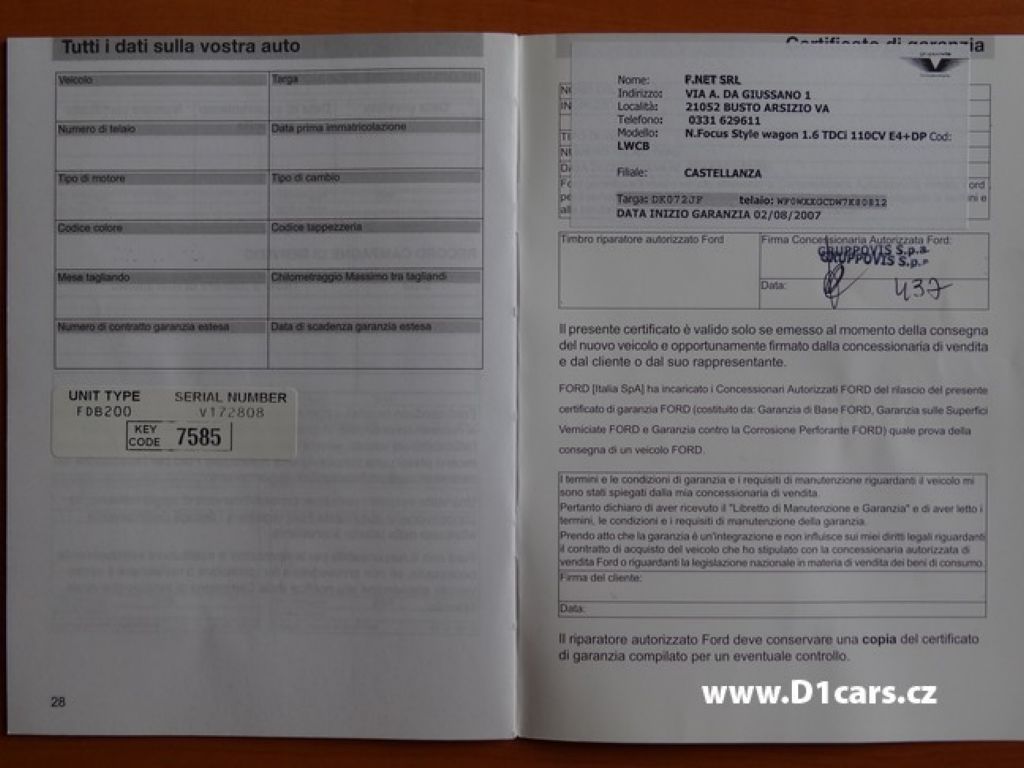 Tutti i dati sulla vostra auto
Veicolo
Targa
Numero di telaio
Data prima immatricolazione
Tipo di motore
Tipo di cambio
Codice colore
Codice tappezzeria
Mese tagliando
Chilometraggio Massimo tra tagliandi
Numero di contratto garanzia estesa
Data di scadenza garanzia estesa
UNIT TYPE
SERIAL NUMBER
FDB200
V172808
KEY CODE 7585
28
Certificato di garanzia
Nome: F.NET SRL
Indirizzo: VIA A. DA GIUSSANO 1
Località: 21052 BUSTO ARSIZIO VA
Telefono: 0331 629611
Modello: N.Focus Style wagon 1.6 TDCi 110CV E4+DP Cod:
LWCB
Filiale: CASTELLANZA
Targa: DK072JF telaio:
DATA INIZIO GARANZIA 02/08/2007
Timbro riparatore autorizzato Ford
Firma Concessionaria Autorizzata Ford:
GRUPPOVIS S.p.a
GRUPPOVIS S.p.a
Data: 437
Il presente certificato è valido solo se emesso al momento della consegna
del nuovo veicolo e opportunamente firmato dalla concessionaria di vendita
e dal cliente o dal suo rappresentante.
FORD [Italia SpA] ha incaricato i Concessionari Autorizzati FORD del rilascio del presente
certificato di garanzia FORD (costituito da: Garanzia di Base FORD, Garanzia sulle Superfici
Verniciate FORD e Garanzia contro la Corrosione Perforante FORD) quale prova della
consegna di un veicolo FORD.
I termini e le condizioni di garanzia e i requisiti di manutenzione riguardanti il veicolo mi
sono stati spiegati dalla mia concessionaria di vendita.
Pertanto dichiaro di aver ricevuto il "Libretto di Manutenzione e Garanzia" e di aver letto i
termini, le condizioni e i requisiti di manutenzione della garanzia.
Prendo atto che la garanzia è un'integrazione e non influisce sui miei diritti legali riguardanti
il contratto di acquisto del veicolo che ho stipulato con la concessionaria autorizzata di
vendita Ford o riguardanti la legislazione nazionale in materia di vendita dei beni di consumo.
Firma del cliente:
Data:
Il riparatore autorizzato Ford deve conservare una copia del certificato
di garanzia compilato per un eventuale controllo.
www.D1cars.cz